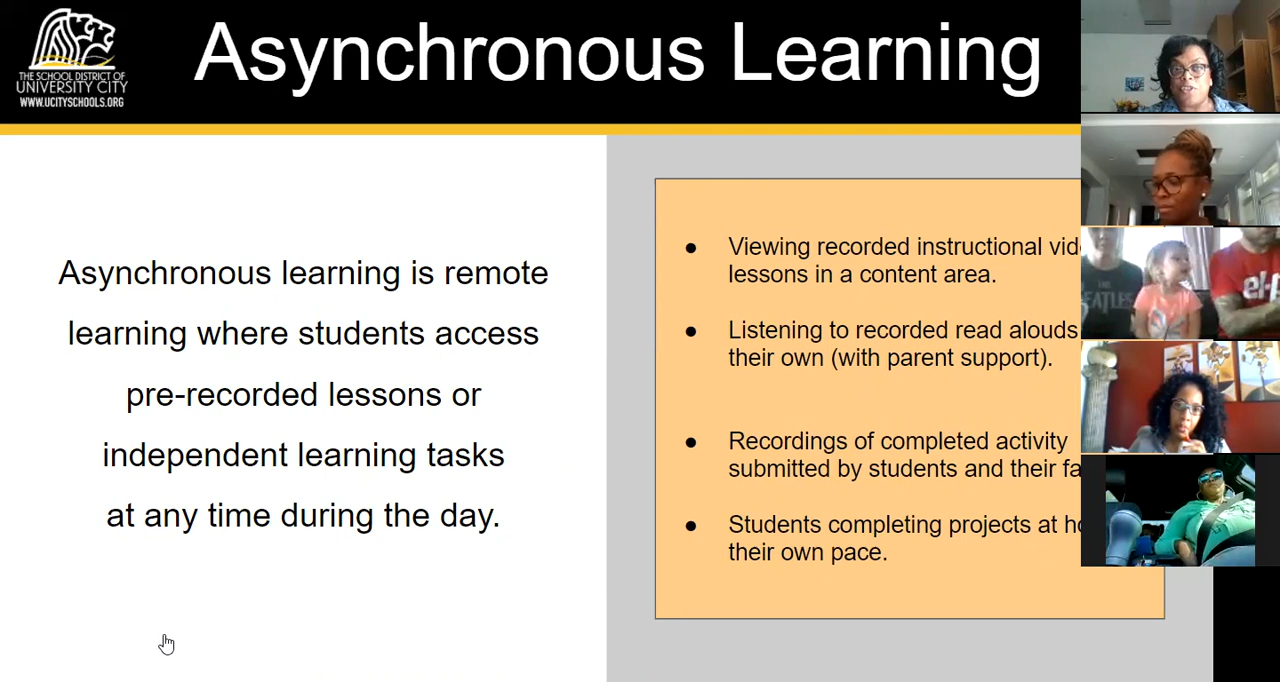 Asynchronous Learning
THE SCHOOL DISTRICT OF
UNIVERSITY CITY
WWW.UCITYSCHOOLS.ORG
Asynchronous learning is remote
learning where students access
pre-recorded lessons or
independent learning tasks
at any time during the day.
● Viewing recorded instructional
lessons in a content area.
● Listening to recorded read alouds
their own (with parent support).
● Recordings of completed activity
submitted by students and their
● Students completing projects at
their own pace.
THE